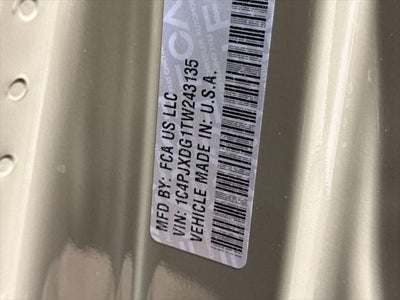 MFD BY: FCA US LLC
VIN: 1C4PJXDG1TW243135
VEHICLE MADE IN: U.S.A.